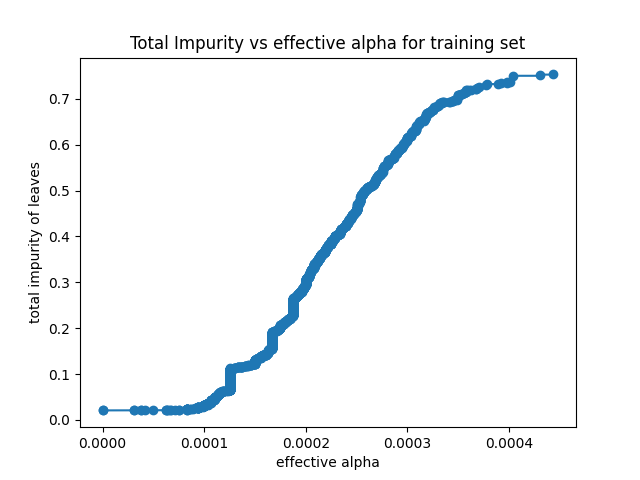 Total Impurity vs effective alpha for training set
total impurity of leaves
0.7
0.6
0.5
0.4
0.3
0.2
0.1
0.0
0.0000 0.0001 0.0002 0.0003 0.0004
effective alpha